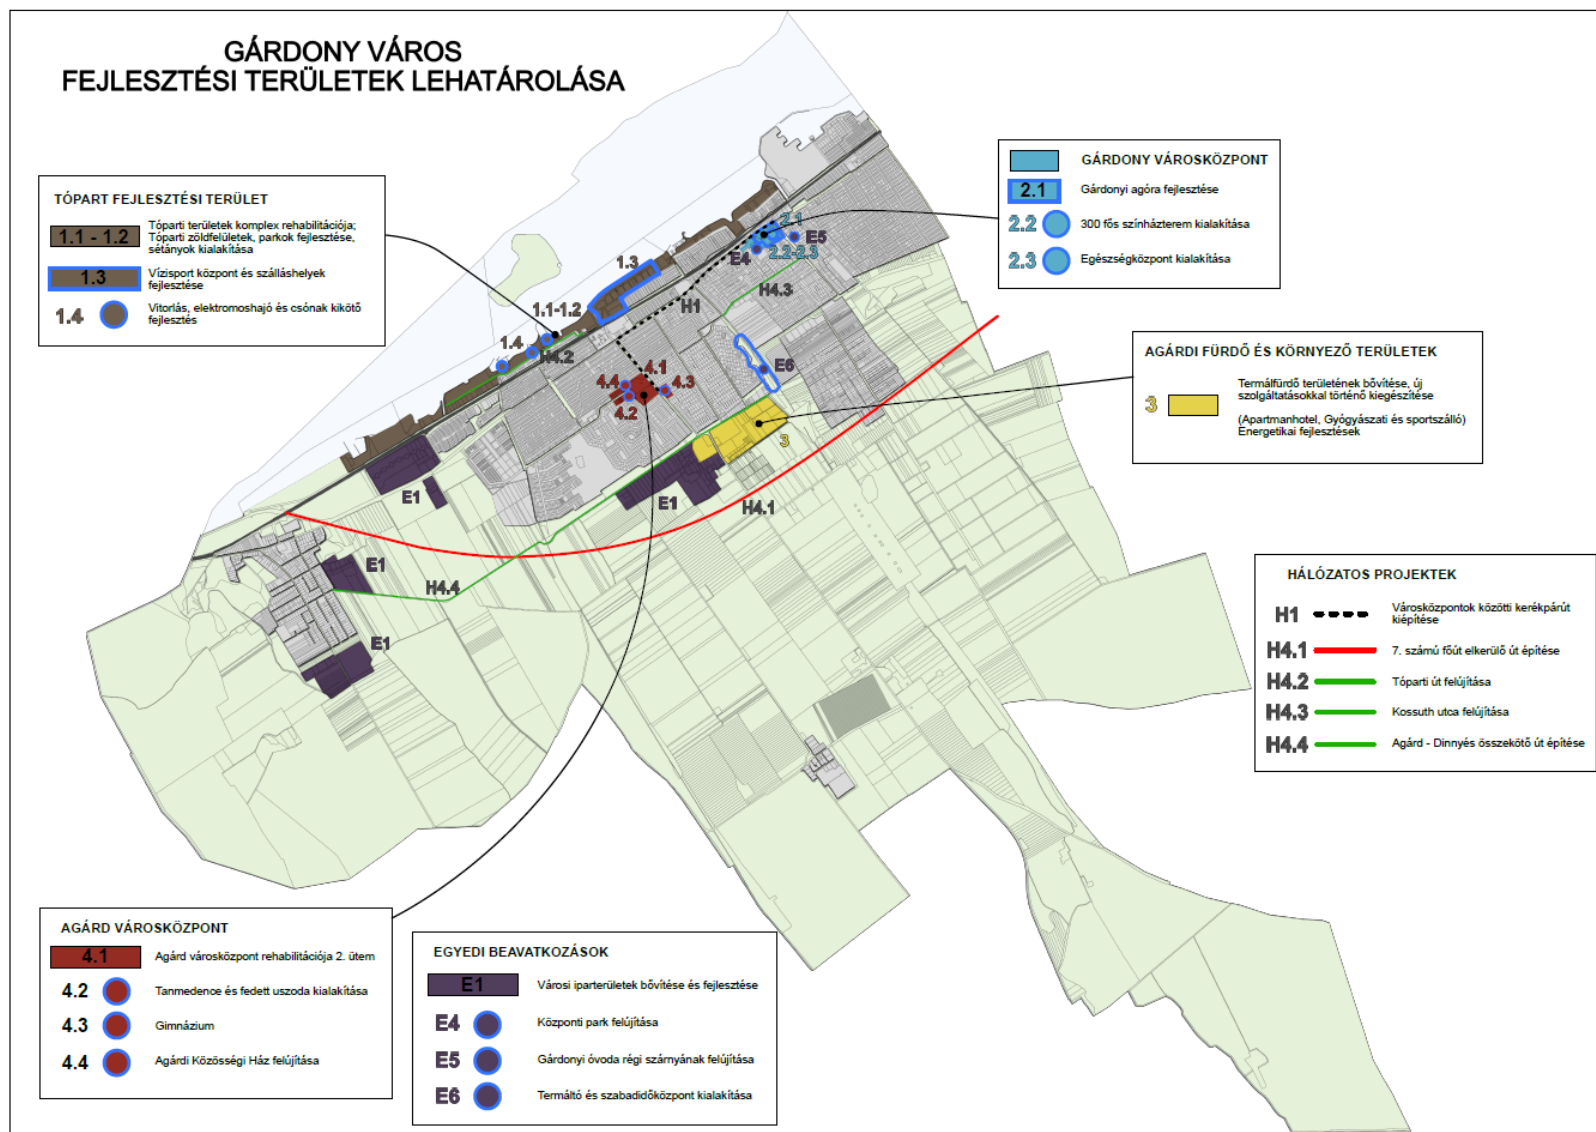 GÁRDONY VÁROS
FEJLESZTÉSI TERÜLETEK LEHATÁROLÁSA
TÓPART FEJLESZTÉSI TERÜLET
1.1 - 1.2 Tóparti területek komplex rehabilitációja;
Tóparti zöldfelületek, parkok fejlesztése,
sétányok kialakítása
1.3 Vízisport központ és szálláshelyek
fejlesztése
1.4 Vitorlás, elektromoshajó és csónak kikötő
fejlesztés
GÁRDONY VÁROSKÖZPONT
2.1 Gárdonyi agóra fejlesztése
2.2 300 fős színházterem kialakítása
2.3 Egészségközpont kialakítása
AGÁRDI FÜRDŐ ÉS KÖRNYEZŐ TERÜLETEK
3 Termálfürdő területének bővítése, új
szolgáltatásokkal történő kiegészítése
(Apartmanhotel, Gyógyászati és sportszálló)
Energetikai fejlesztések
2.1
E5
E4
2.2-2.3
1.3
H4.3
H1
1.1-1.2
1.4
H4.2
4.1
4.4
4.3
4.2
E6
3
E1
E1
H4.1
E1
H4.4
E1
HÁLÓZATOS PROJEKTEK
H1 Városközpontok közötti kerékpárút
kiépítése
H4.1 7. számú főút elkerülő út építése
H4.2 Tóparti út felújítása
H4.3 Kossuth utca felújítása
H4.4 Agárd - Dinnyés összekötő út építése
AGÁRD VÁROSKÖZPONT
4.1 Agárd városközpont rehabilitációja 2. ütem
4.2 Tanmedence és fedett uszoda kialakítása
4.3 Gimnázium
4.4 Agárdi Közösségi Ház felújítása
EGYEDI BEAVATKOZÁSOK
E1 Városi iparterületek bővítése és fejlesztése
E4 Központi park felújítása
E5 Gárdonyi óvoda régi szárnyának felújítása
E6 Termáltó és szabadidőközpont kialakítása